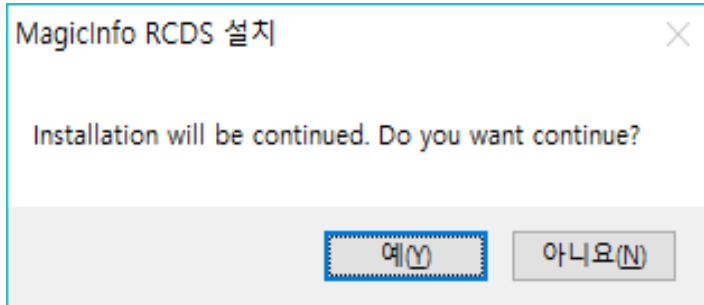 MagicInfo RCDS 설치
Installation will be continued. Do you want continue?
예(Y) 아니요(N)